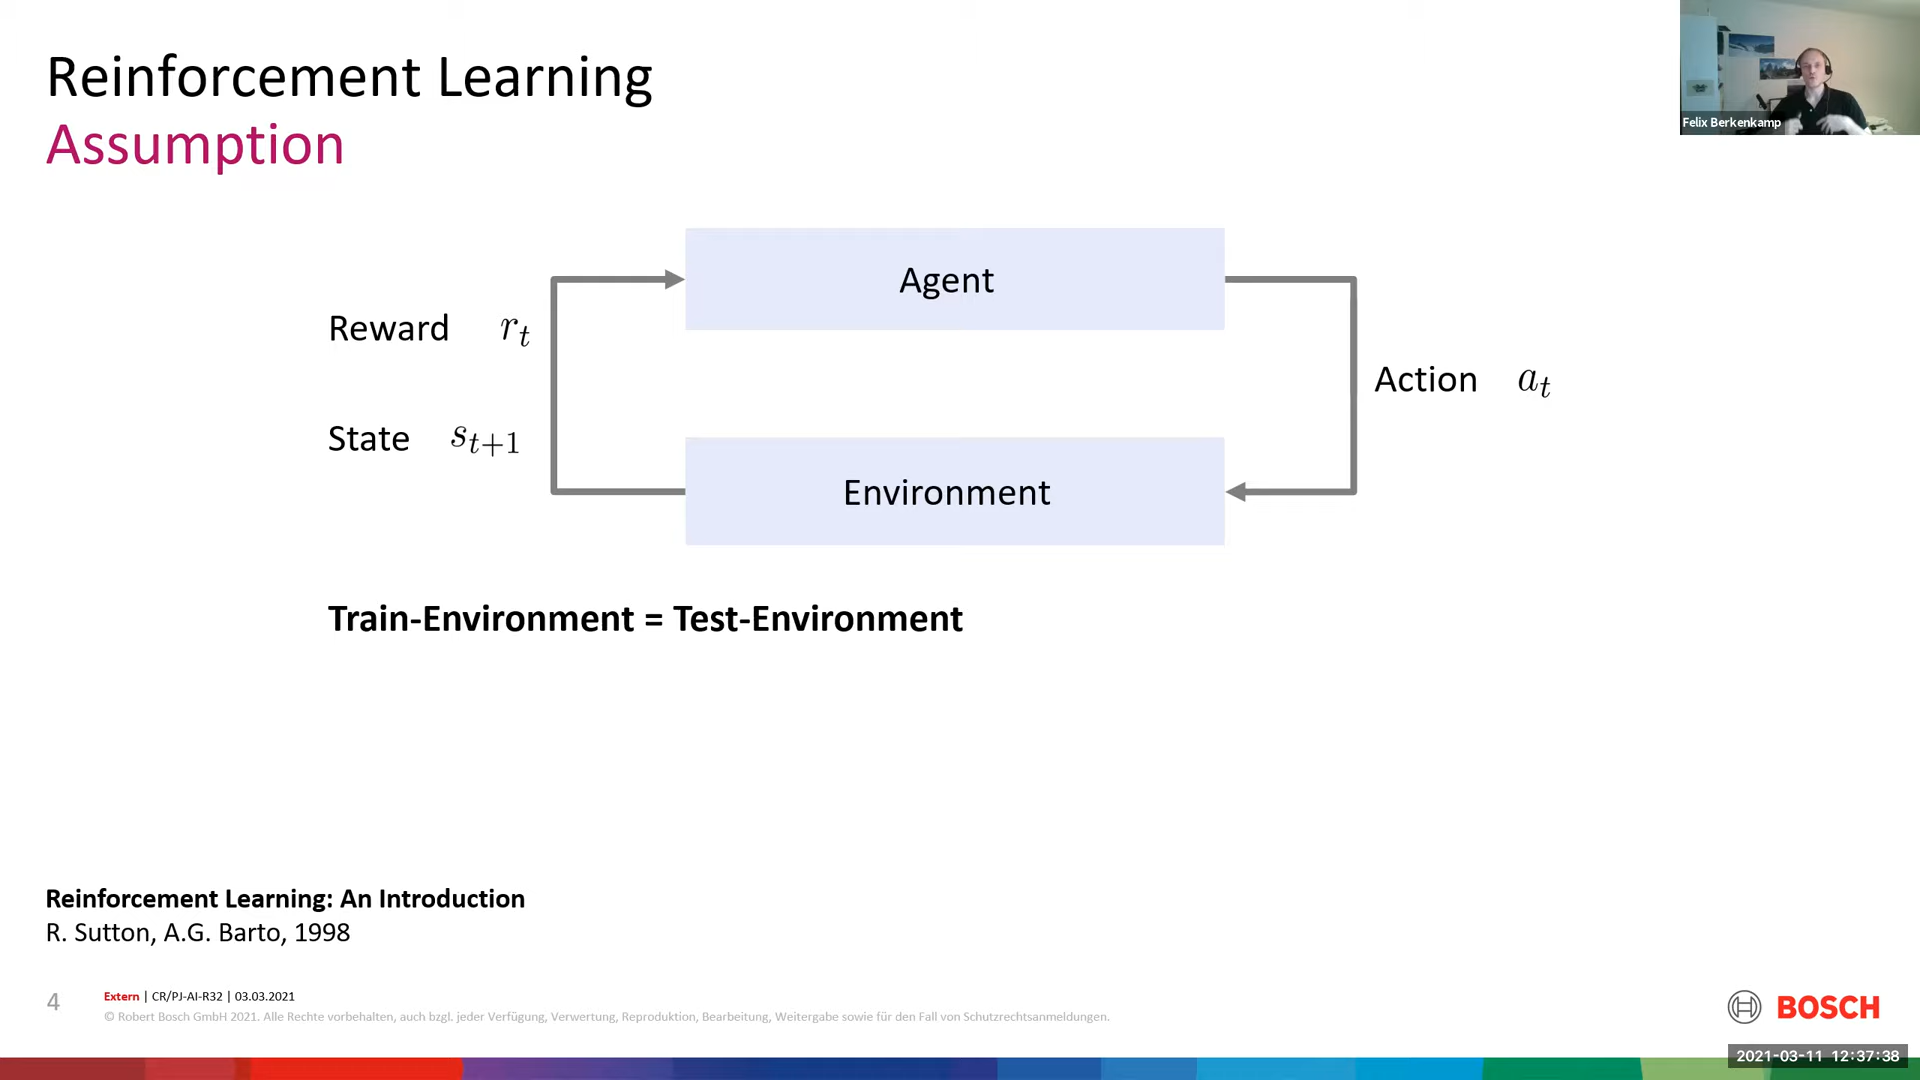 Reinforcement Learning
Assumption
Felix Berkenkamp
Agent
Reward r_t
Action a_t
State s_{t+1}
Environment
Train-Environment = Test-Environment
Reinforcement Learning: An Introduction
R. Sutton, A.G. Barto, 1998
4
Extern | CR/PJ-AI-R32 | 03.03.2021
© Robert Bosch GmbH 2021. Alle Rechte vorbehalten, auch bzgl. jeder Verfügung, Verwertung, Reproduktion, Bearbeitung, Weitergabe sowie für den Fall von Schutzrechtsanmeldungen.
BOSCH
2021-03-11 12:37:38